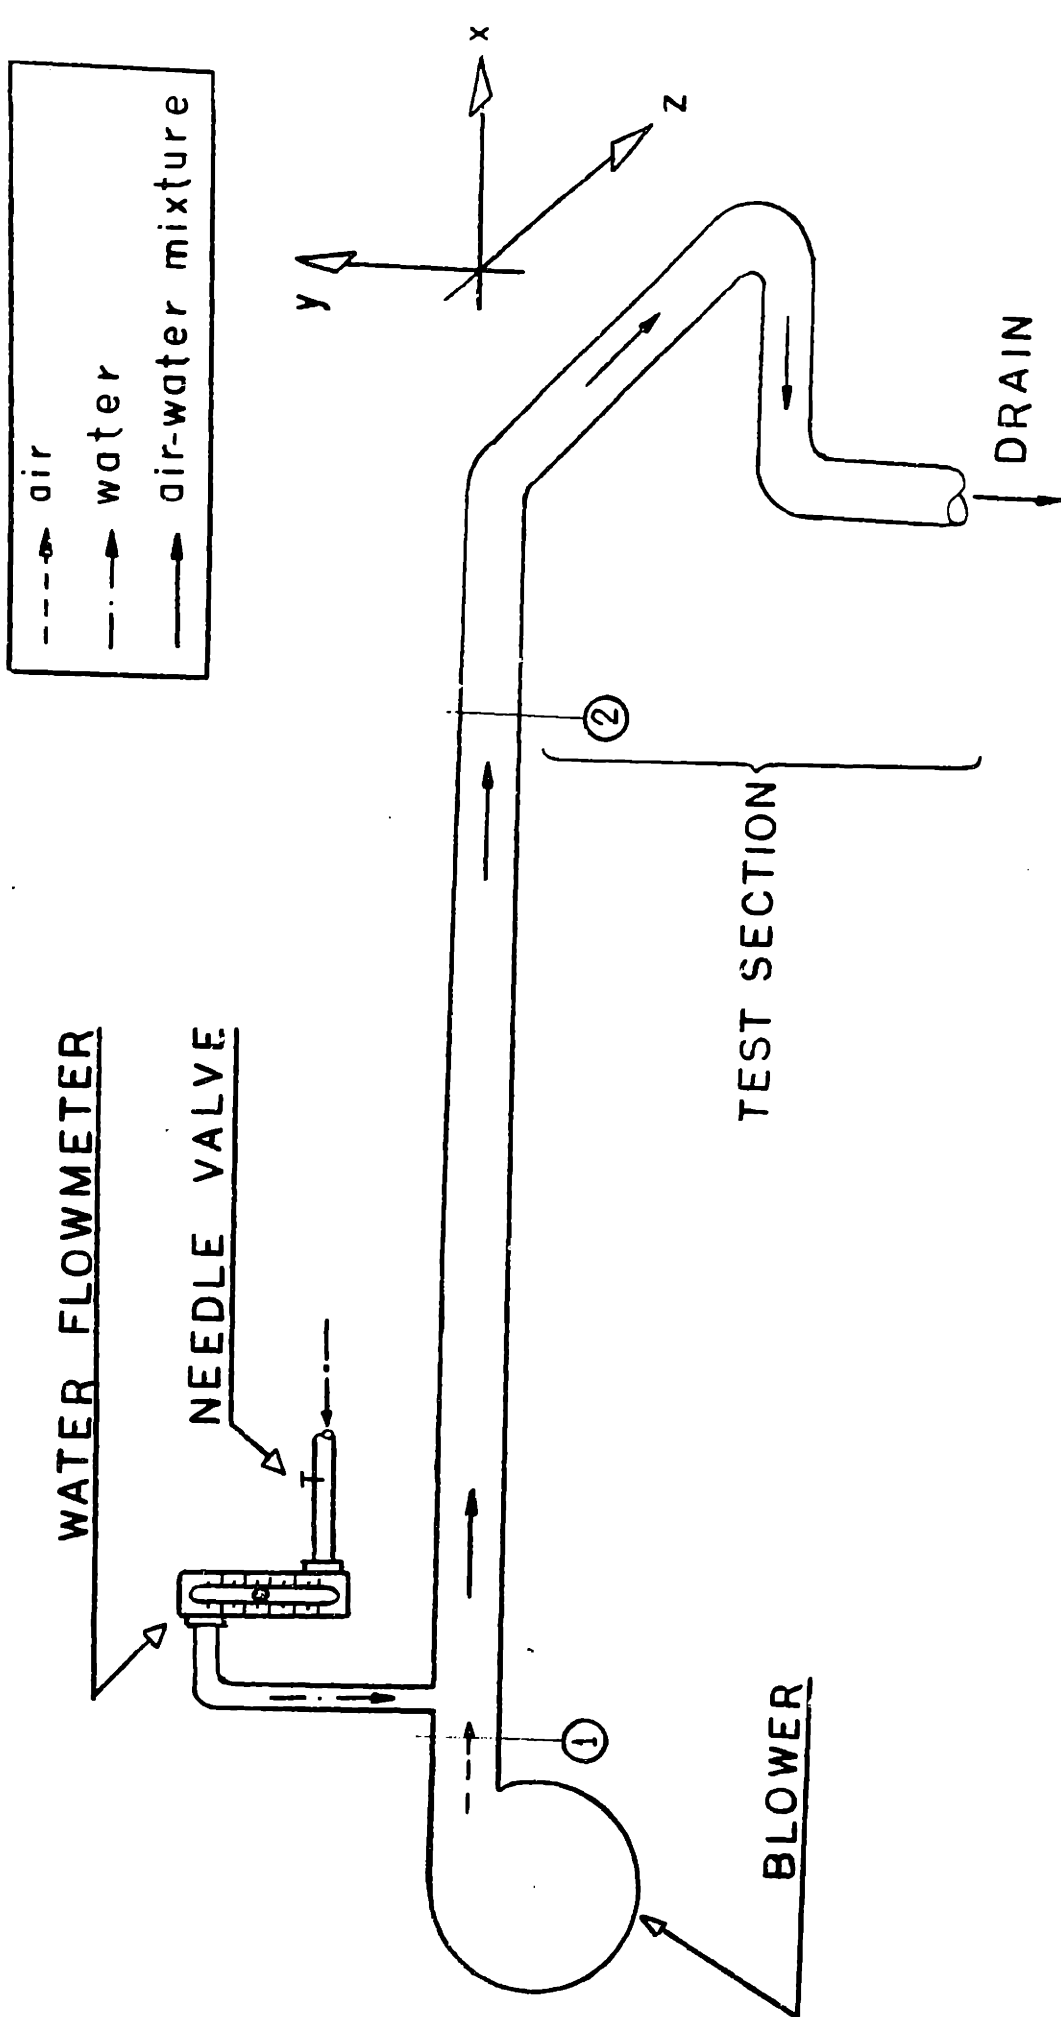 air
water
air-water mixture
y
x
z
WATER FLOWMETER
NEEDLE VALVE
1
2
TEST SECTION
BLOWER
DRAIN